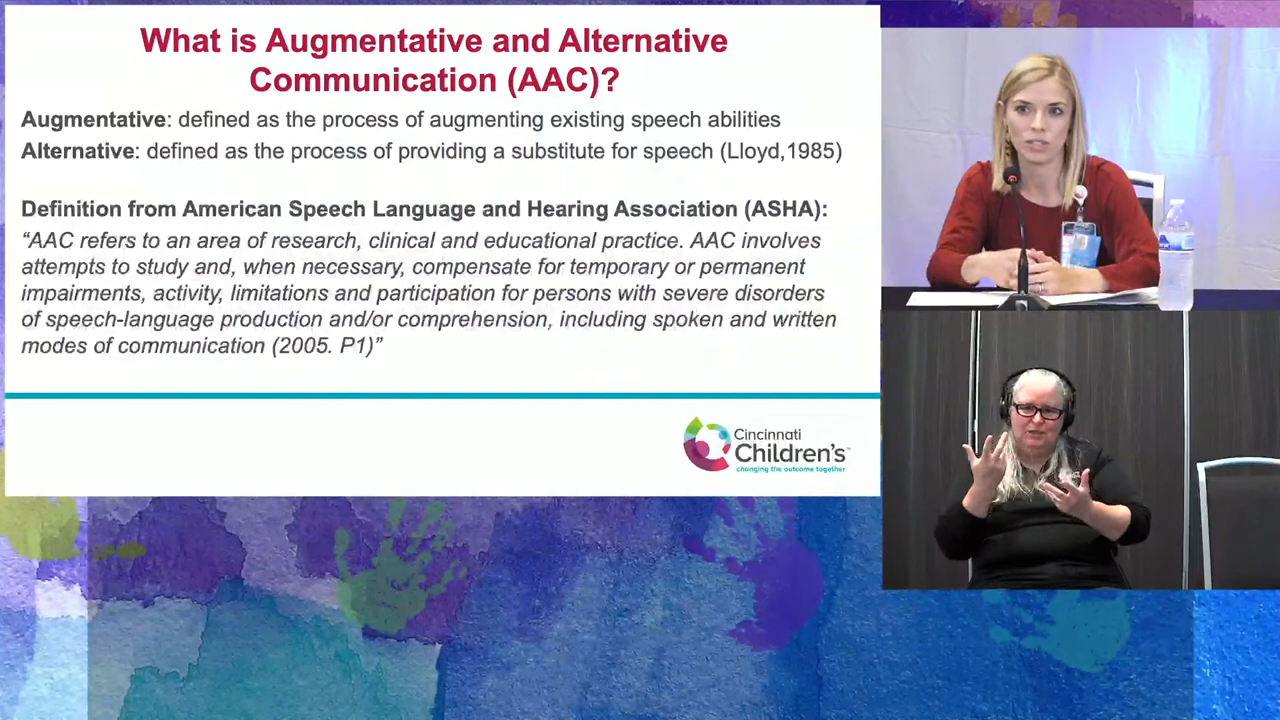 What is Augmentative and Alternative
Communication (AAC)?
Augmentative: defined as the process of augmenting existing speech abilities
Alternative: defined as the process of providing a substitute for speech (Lloyd,1985)
Definition from American Speech Language and Hearing Association (ASHA):
“AAC refers to an area of research, clinical and educational practice. AAC involves
attempts to study and, when necessary, compensate for temporary or permanent
impairments, activity, limitations and participation for persons with severe disorders
of speech-language production and/or comprehension, including spoken and written
modes of communication (2005. P1)”
Cincinnati
Children's™
changing the outcome together